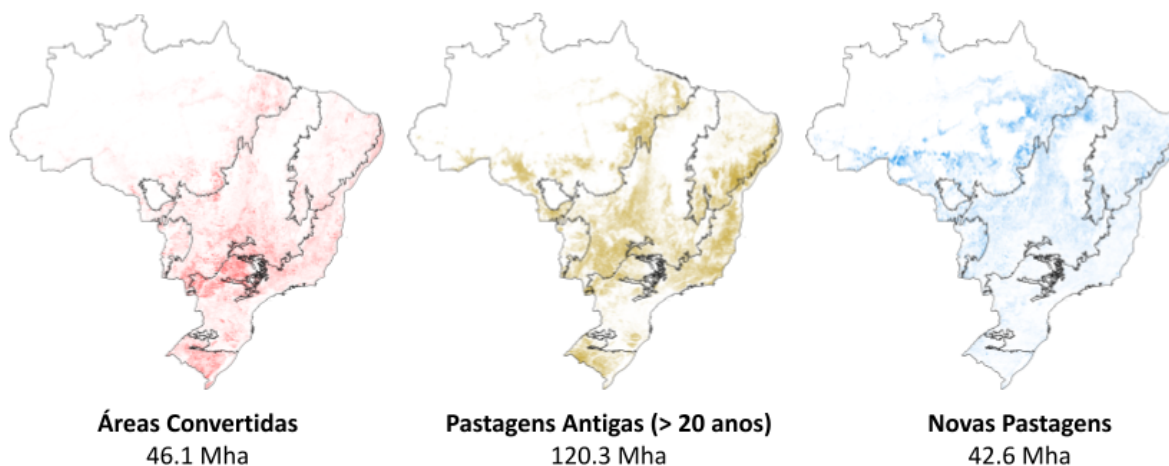 Áreas Convertidas
46.1 Mha
Pastagens Antigas (> 20 anos)
120.3 Mha
Novas Pastagens
42.6 Mha